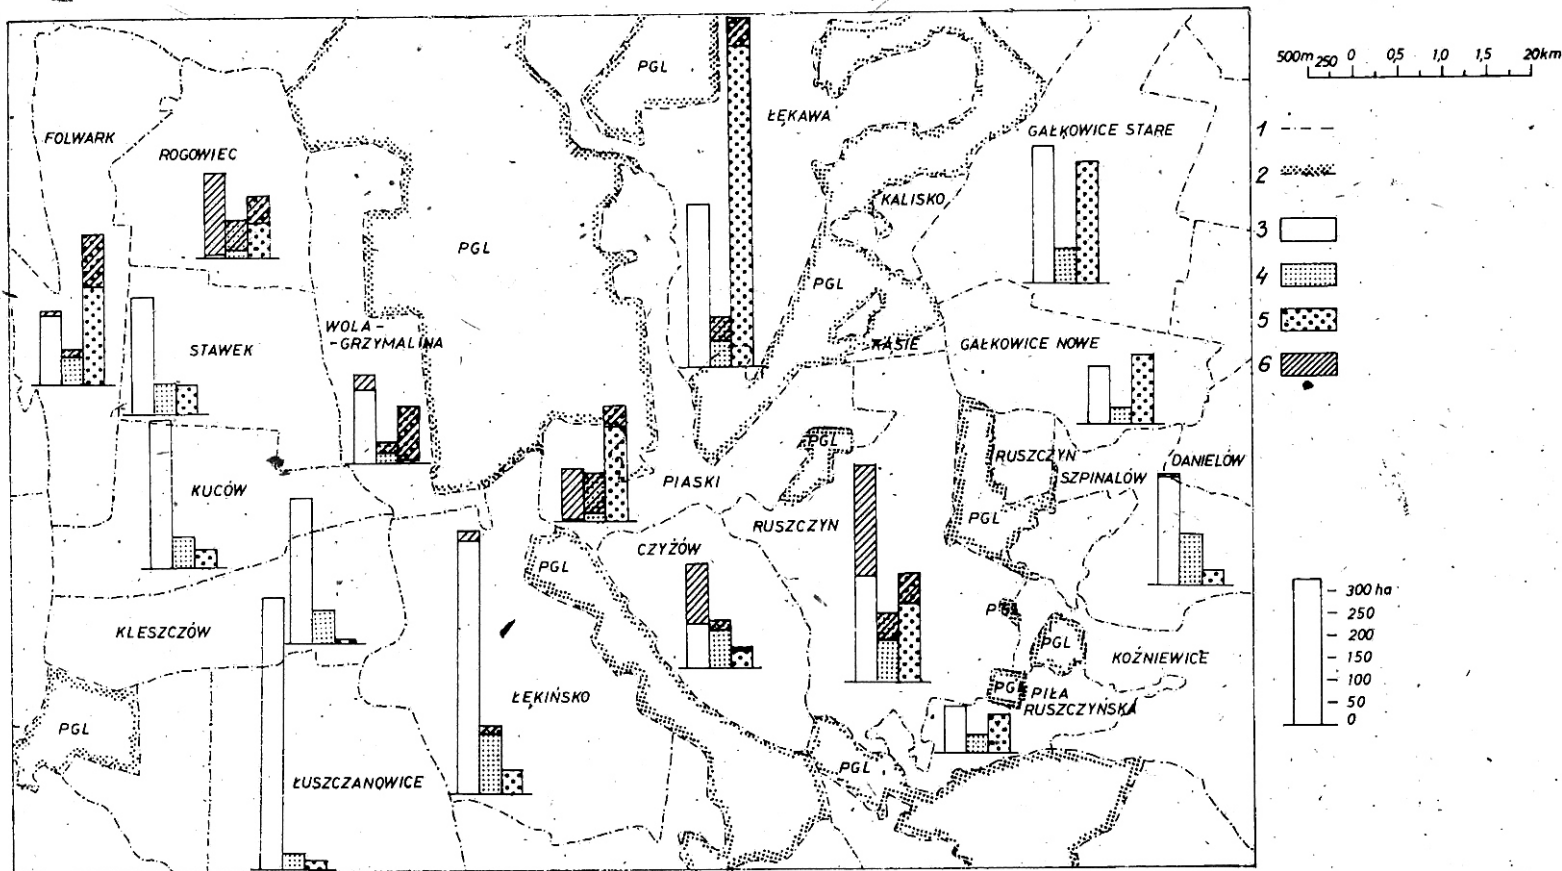 500m 250 0 0,5 1,0 1,5 20km
PGL
ŁĘKAWA
FOLWARK
ROGOWIEC
GAŁKOWICE STARE
1
2
KALISKO
3
PGL
PGL
4
5
WOLA-
-GRZYMALINA
STAWEK
KASIE
GAŁKOWICE NOWE
6
PGL
RUSZCZYN
DANIELÓW
SZPINALÓW
KUCÓW
PIASKI
PGL
RUSZCZYN
CZYŻÓW
PGL
300 ha
250
200
150
100
50
0
KLESZCZÓW
PGL
PGL
KOŹNIEWICE
PGL
PIŁA
RUSZCZYŃSKA
ŁĘKIŃSKO
PGL
PGL
ŁUSZCZANOWICE